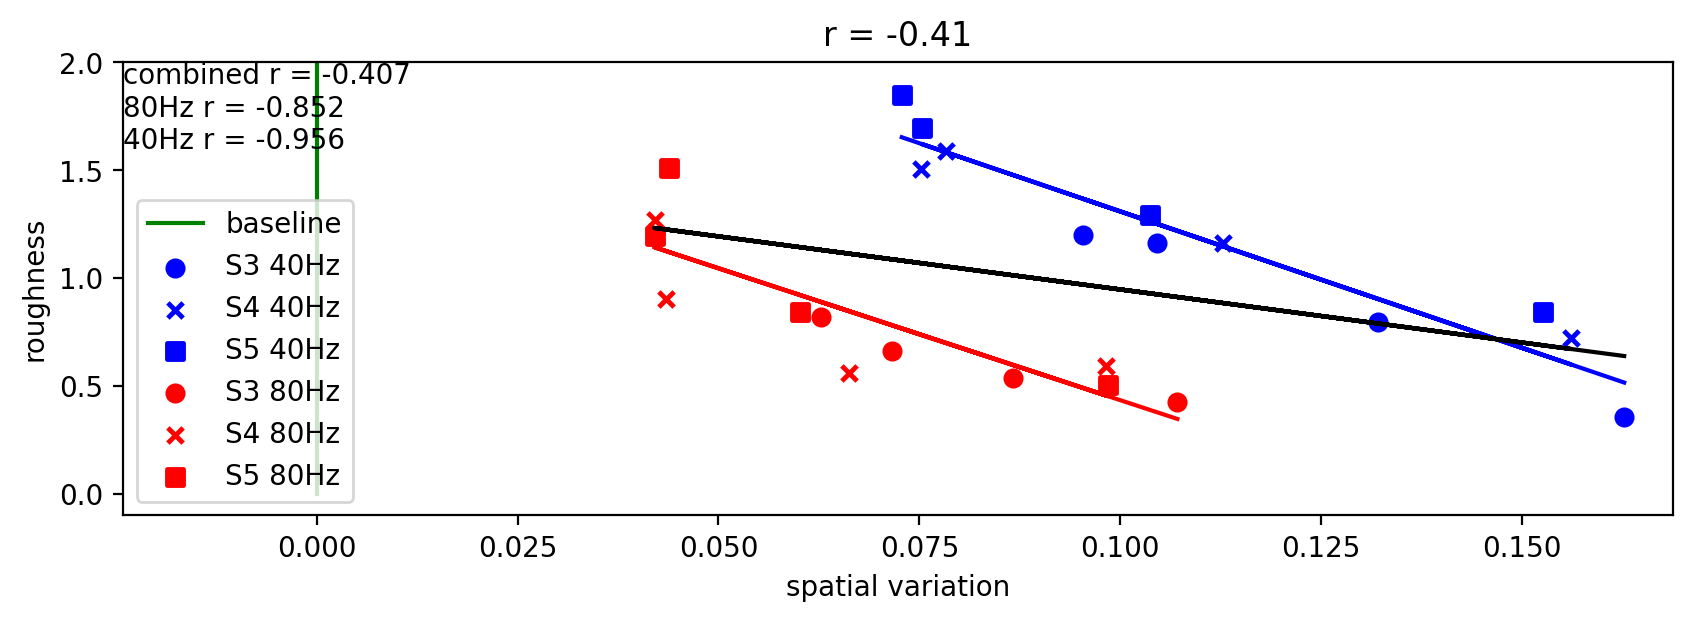 r = -0.41
combined r = -0.407
80Hz r = -0.852
40Hz r = -0.956
2.0
1.5
1.0
0.5
0.0
roughness
baseline
S3 40Hz
S4 40Hz
S5 40Hz
S3 80Hz
S4 80Hz
S5 80Hz
0.000 0.025 0.050 0.075 0.100 0.125 0.150
spatial variation